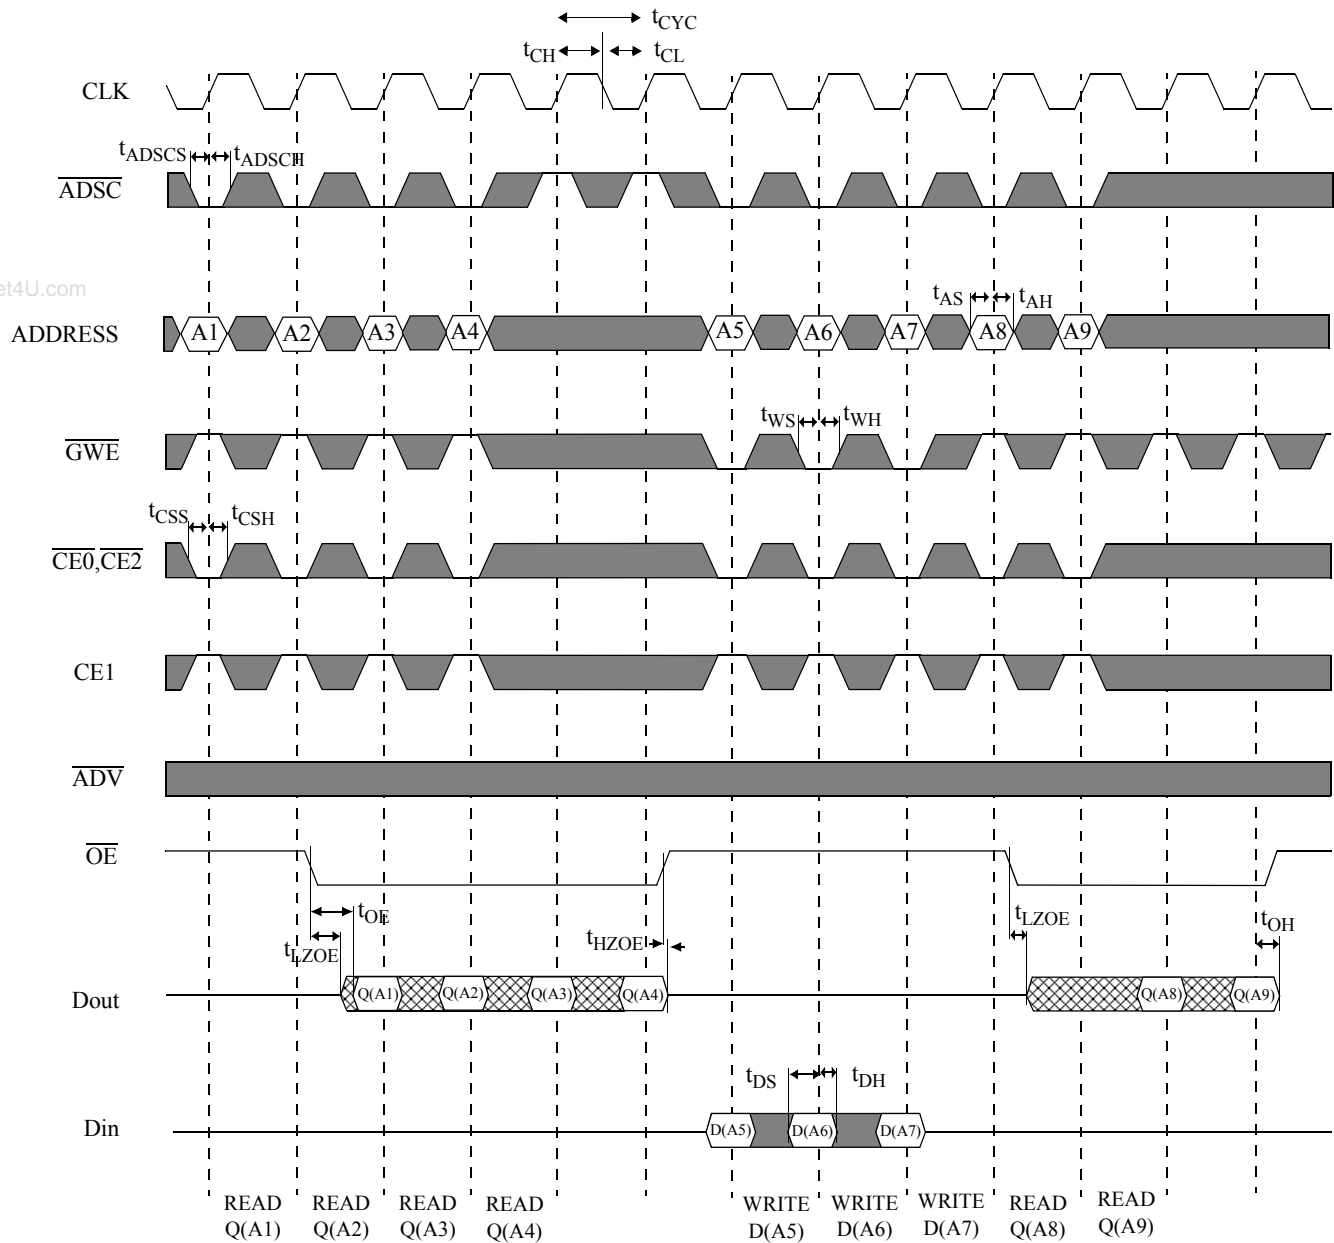 tCYC
tCH
tCL
CLK
tADSCS
tADSCH
ADSC
et4U.com
tAS
tAH
ADDRESS
A1
A2
A3
A4
A5
A6
A7
A8
A9
tWS
tWH
GWE
tCSS
tCSH
CE0,CE2
CE1
ADV
OE
tOE
tLZOE
tHZOE
tLZOE
tOH
Dout
Q(A1)
Q(A2)
Q(A3)
Q(A4)
Q(A8)
Q(A9)
tDS
tDH
Din
D(A5)
D(A6)
D(A7)
READ
Q(A1)
READ
Q(A2)
READ
Q(A3)
READ
Q(A4)
WRITE
D(A5)
WRITE
D(A6)
WRITE
D(A7)
READ
Q(A8)
READ
Q(A9)